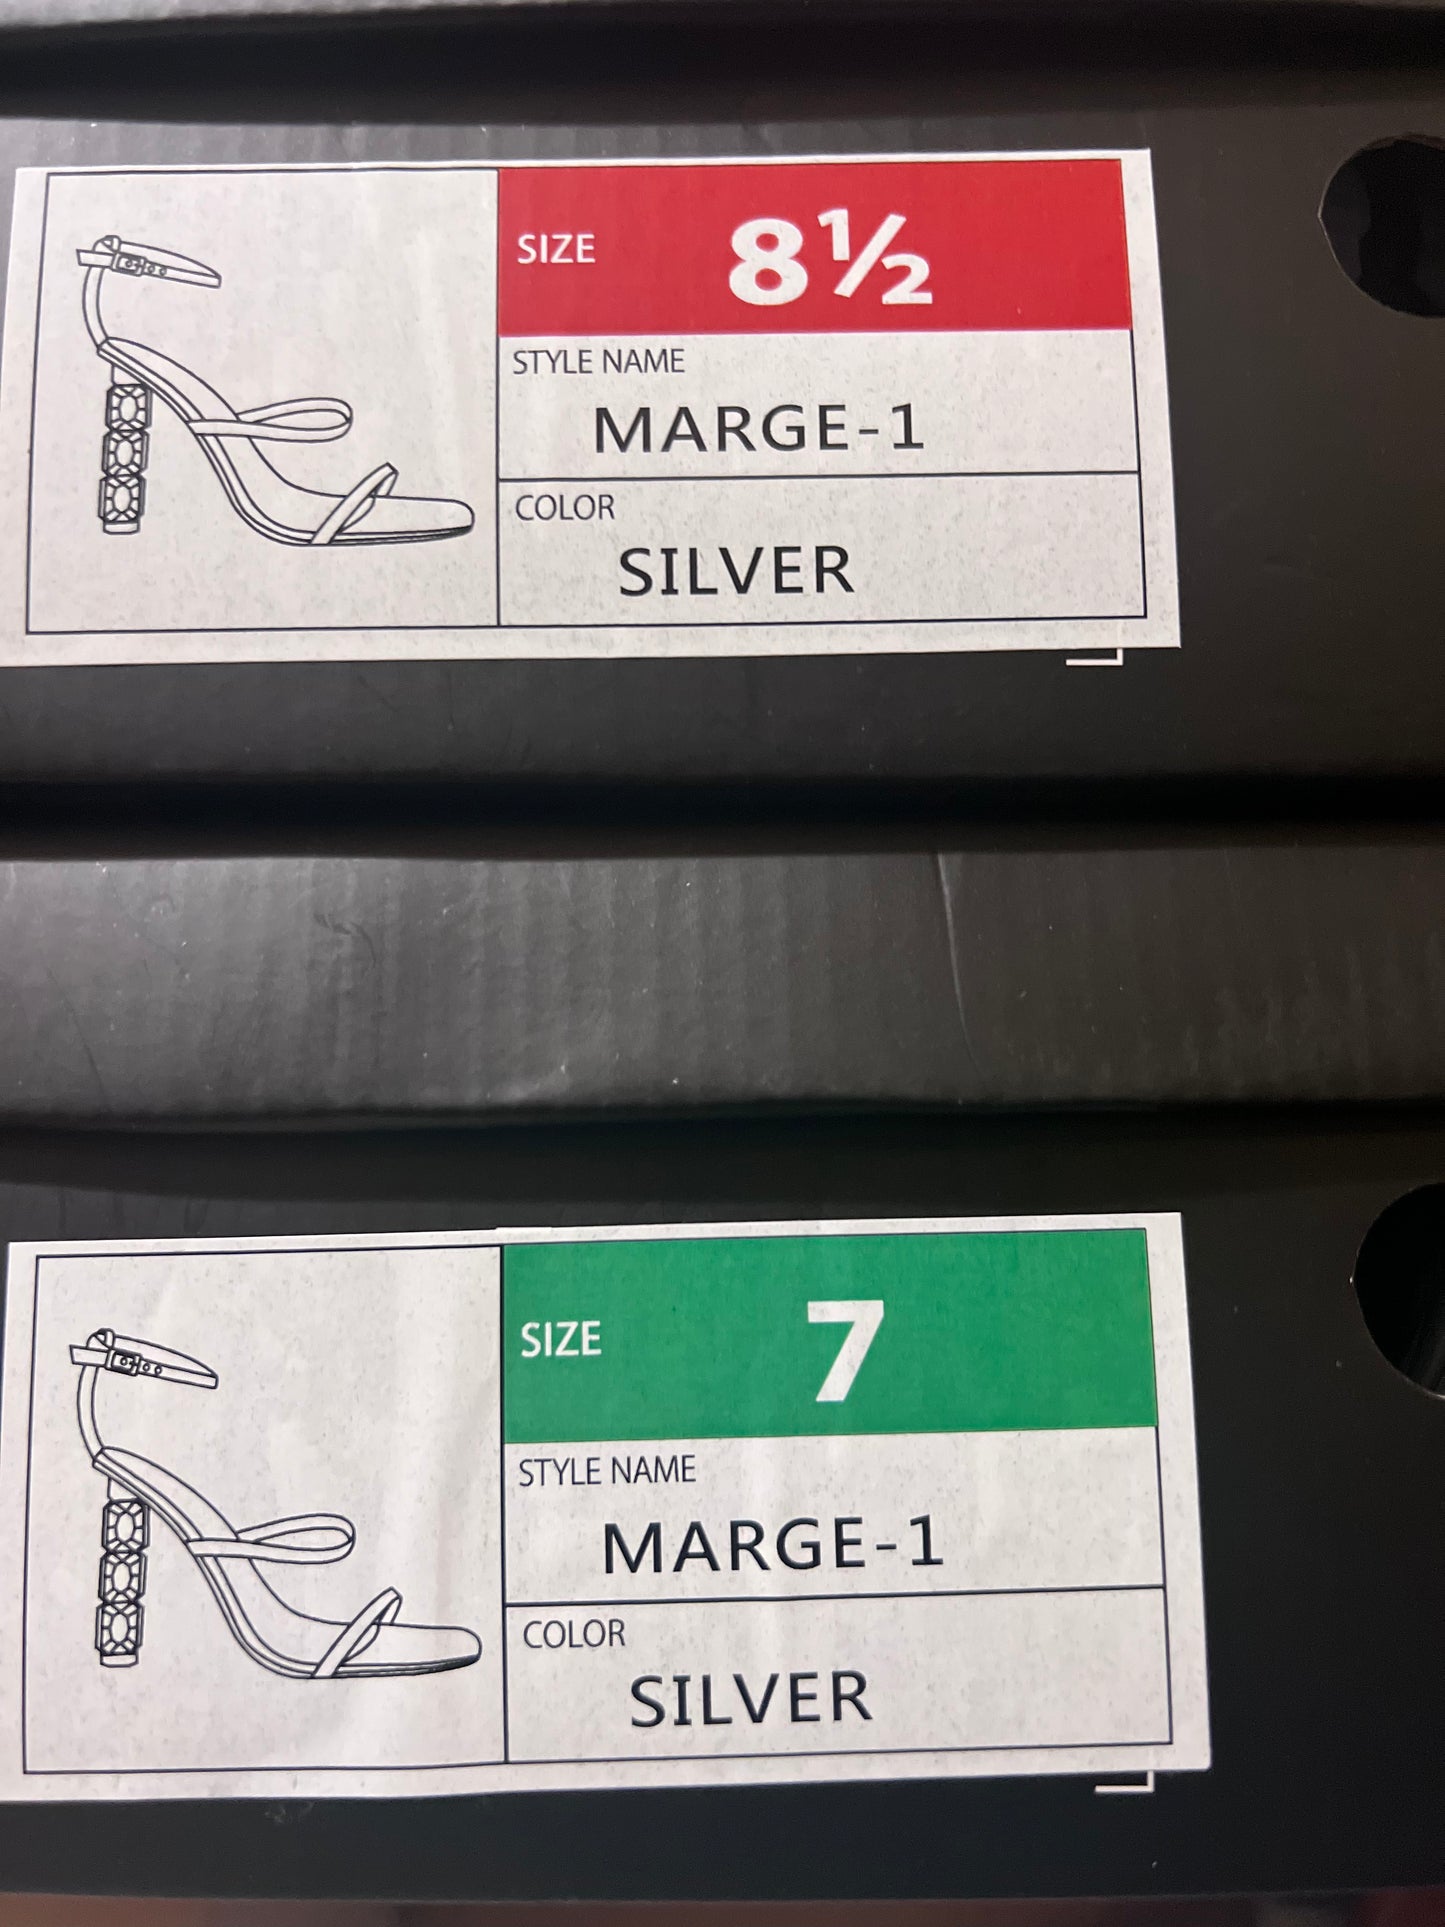 SIZE 8½
STYLE NAME
MARGE-1
COLOR
SILVER
SIZE 7
STYLE NAME
MARGE-1
COLOR
SILVER